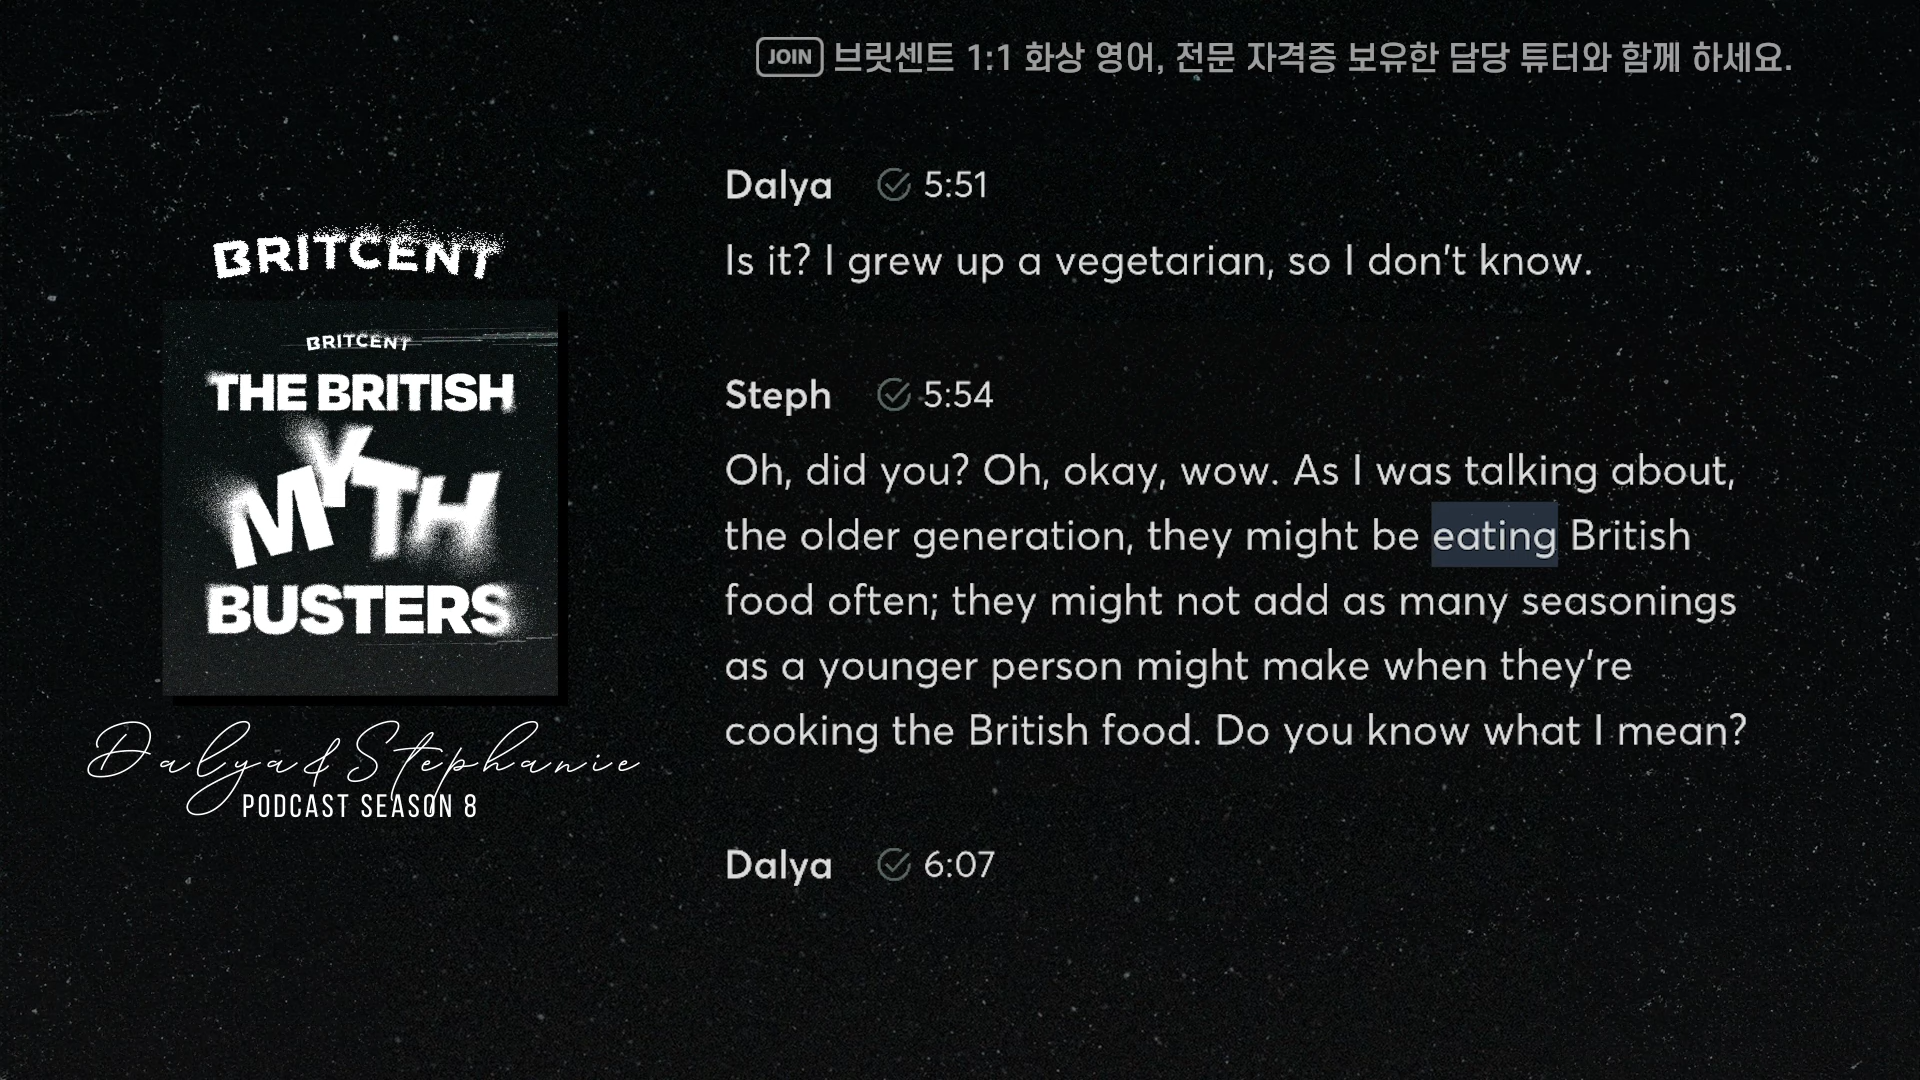 JOIN 브릿센트 1:1 화상 영어, 전문 자격증 보유한 담당 튜터와 함께 하세요.
BRITCENT
BRITCENT
THE BRITISH
MYTH
BUSTERS
Dalya & Stephanie
PODCAST SEASON 8
Dalya 5:51
Is it? I grew up a vegetarian, so I don't know.
Steph 5:54
Oh, did you? Oh, okay, wow. As I was talking about,
the older generation, they might be eating British
food often; they might not add as many seasonings
as a younger person might make when they're
cooking the British food. Do you know what I mean?
Dalya 6:07